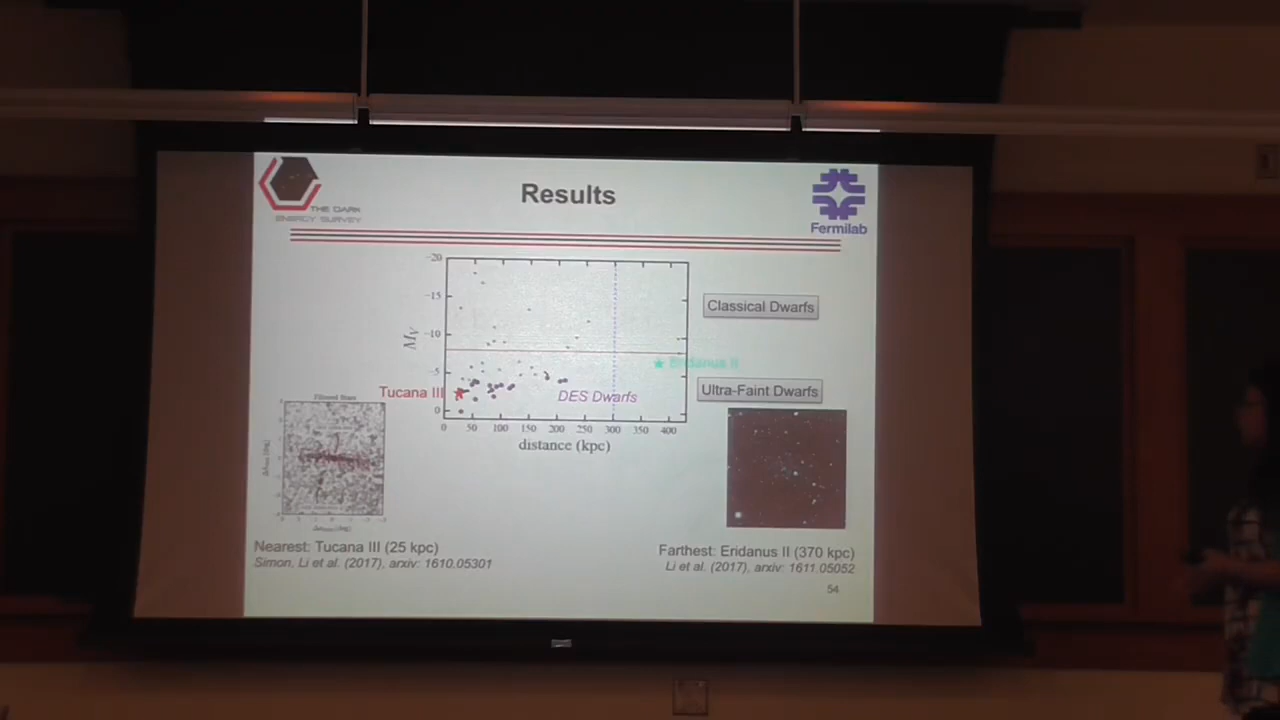 THE DARK
ENERGY SURVEY
Results
Fermilab
-20
-15
-10
-5
0
Mv
0 50 100 150 200 250 300 350 400
distance (kpc)
Classical Dwarfs
Eridanus II
Ultra-Faint Dwarfs
Tucana III
DES Dwarfs
Nearest: Tucana III (25 kpc)
Simon, Li et al. (2017), arxiv: 1610.05301
Farthest: Eridanus II (370 kpc)
Li et al. (2017), arxiv: 1611.05052
54